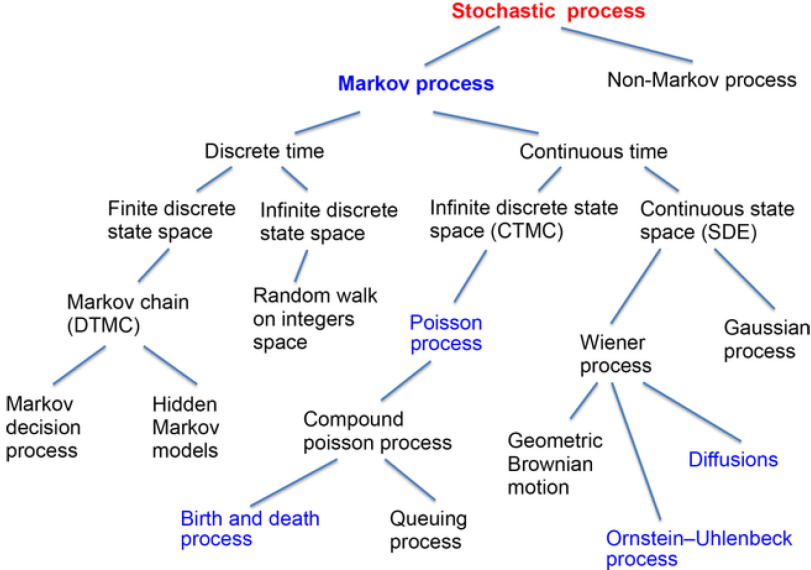 Stochastic process
Markov process
Non-Markov process
Discrete time
Continuous time
Finite discrete
state space
Infinite discrete
state space
Infinite discrete state
space (CTMC)
Continuous state
space (SDE)
Markov chain
(DTMC)
Random walk
on integers
space
Poisson
process
Wiener
process
Gaussian
process
Markov
decision
process
Hidden
Markov
models
Compound
poisson process
Geometric
Brownian
motion
Diffusions
Birth and death
process
Queuing
process
Ornstein–Uhlenbeck
process